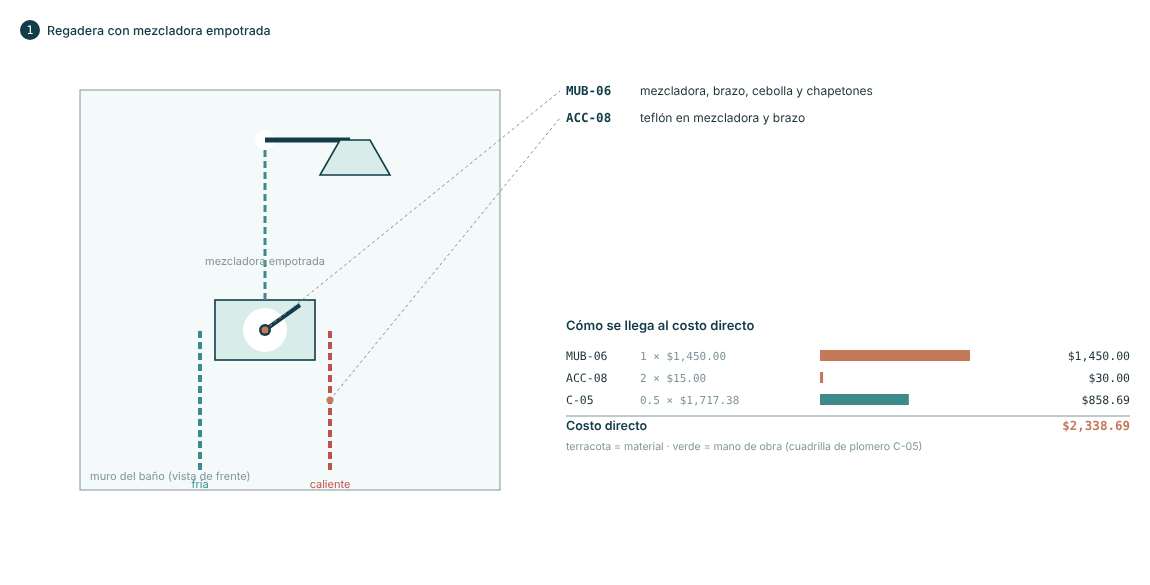 1 Regadera con mezcladora empotrada
MUB-06 mezcladora, brazo, cebolla y chapetones
ACC-08 teflón en mezcladora y brazo
mezcladora empotrada
muro del baño (vista de frente)
fría
caliente
Cómo se llega al costo directo
MUB-06 1 × $1,450.00 $1,450.00
ACC-08 2 × $15.00 $30.00
C-05 0.5 × $1,717.38 $858.69
Costo directo $2,338.69
terracota = material · verde = mano de obra (cuadrilla de plomero C-05)